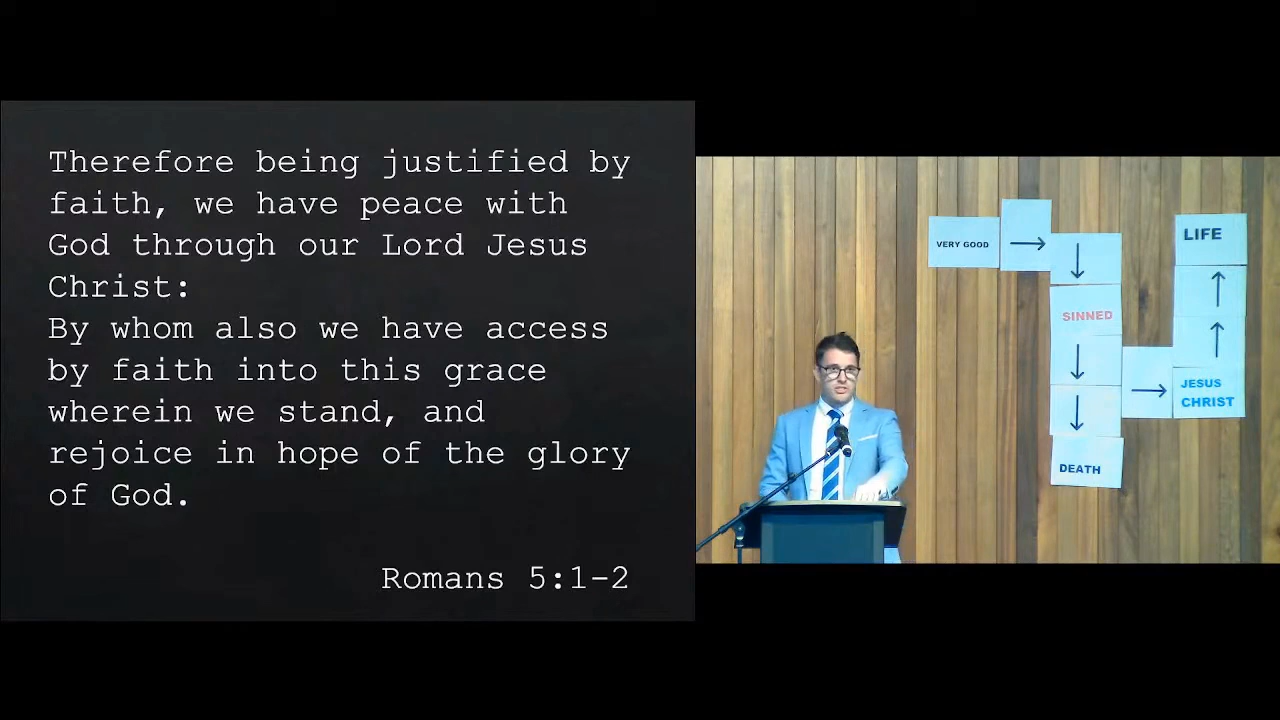 Therefore being justified by
faith, we have peace with
God through our Lord Jesus
Christ:
By whom also we have access
by faith into this grace
wherein we stand, and
rejoice in hope of the glory
of God.
Romans 5:1-2
VERY GOOD
SINNED
DEATH
JESUS
CHRIST
LIFE